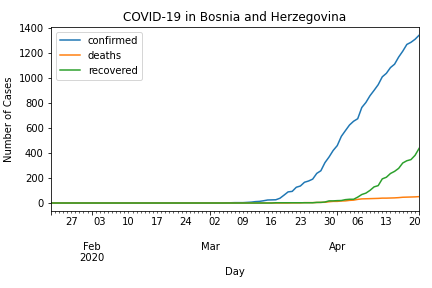 COVID-19 in Bosnia and Herzegovina
1400
1200
1000
800
600
400
200
0
Number of Cases
confirmed
deaths
recovered
27 03 10 17 24 02 09 16 23 30 06 13 20
Feb Mar Apr
2020
Day